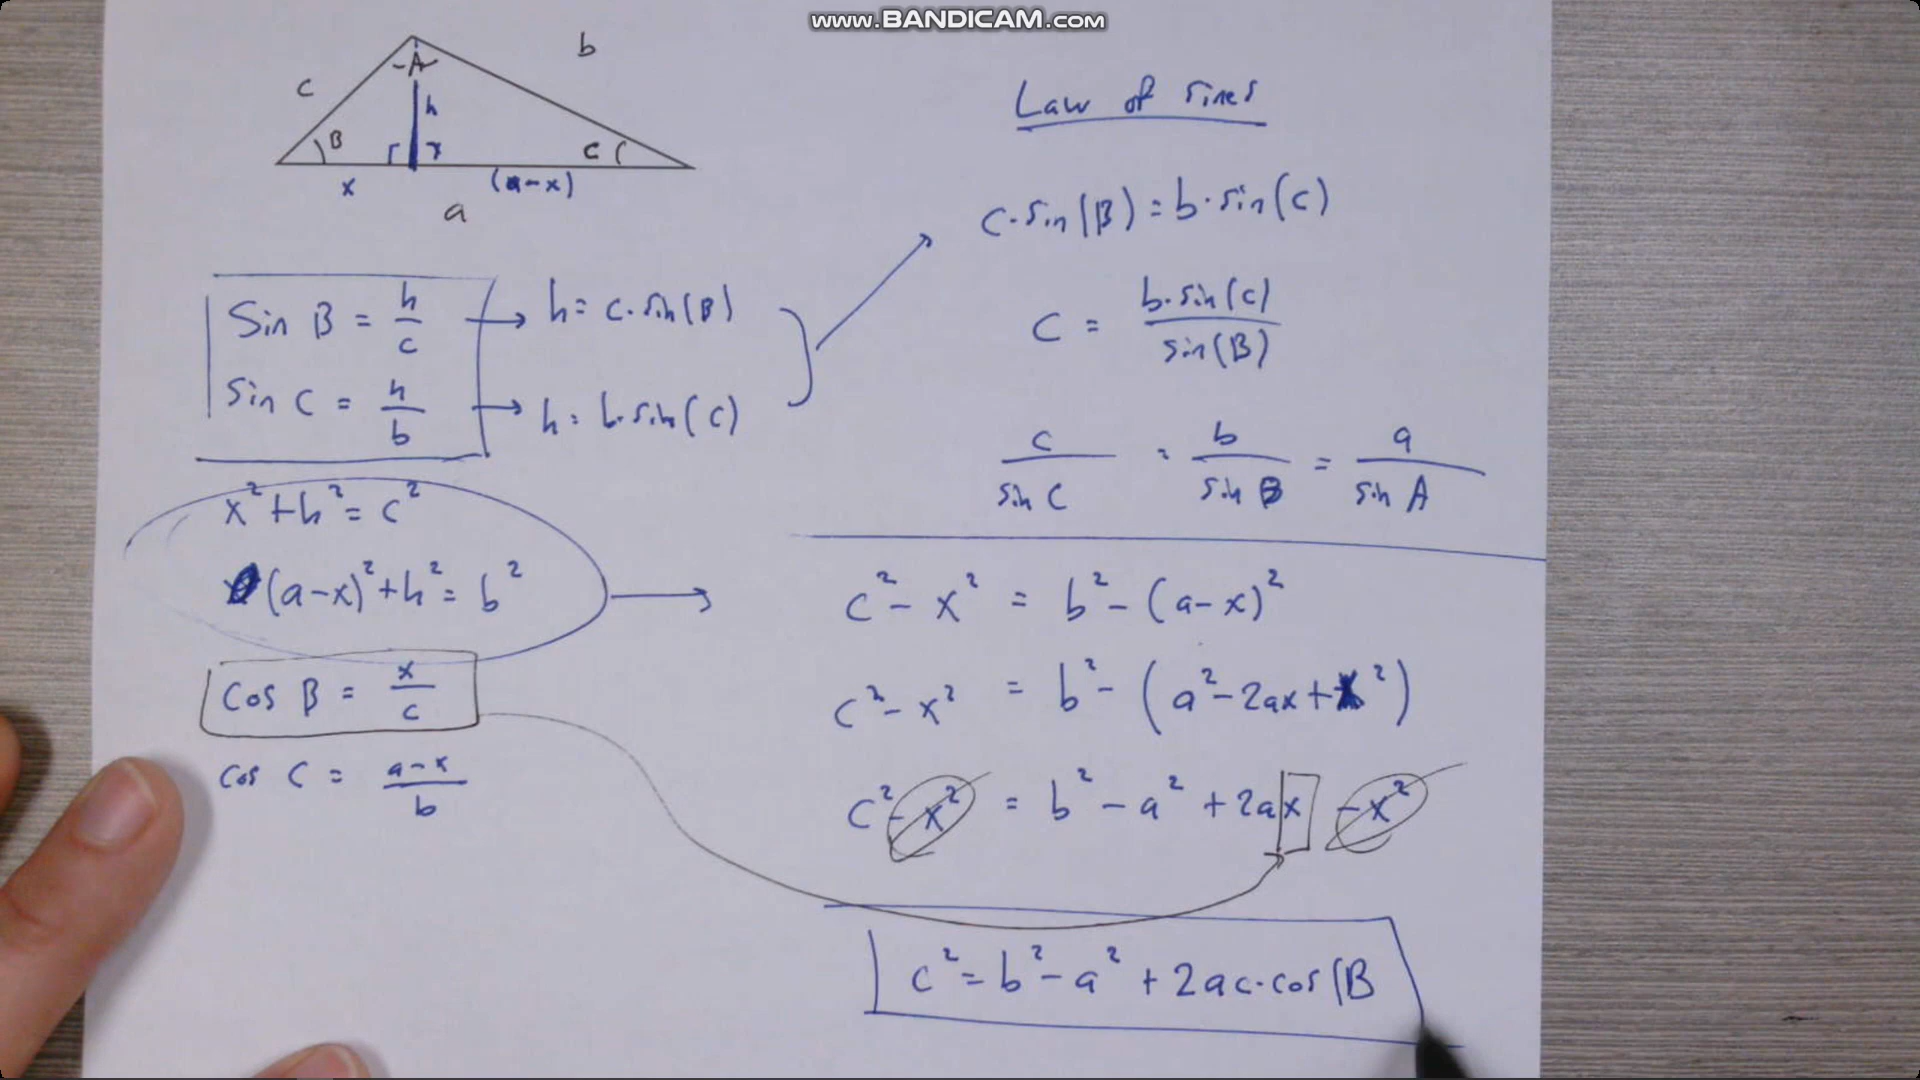 www.BANDICAM.com
b
A
c
h
B
r
c
x
(a-x)
a
Sin B = h/c → h = c·sin(B)
Sin C = h/b → h = b·sin(C)
x² + h² = c²
(a-x)² + h² = b²
Cos B = x/c
Cos C = a-x/b
Law of sines
c·sin(B) = b·sin(C)
C = b·sin(C)/sin(B)
c/sin C = b/sin B = a/sin A
c² - x² = b² - (a-x)²
c² - x² = b² - (a² - 2ax + x²)
c² - x² = b² - a² + 2ax - x²
c² = b² - a² + 2ac·cos(B